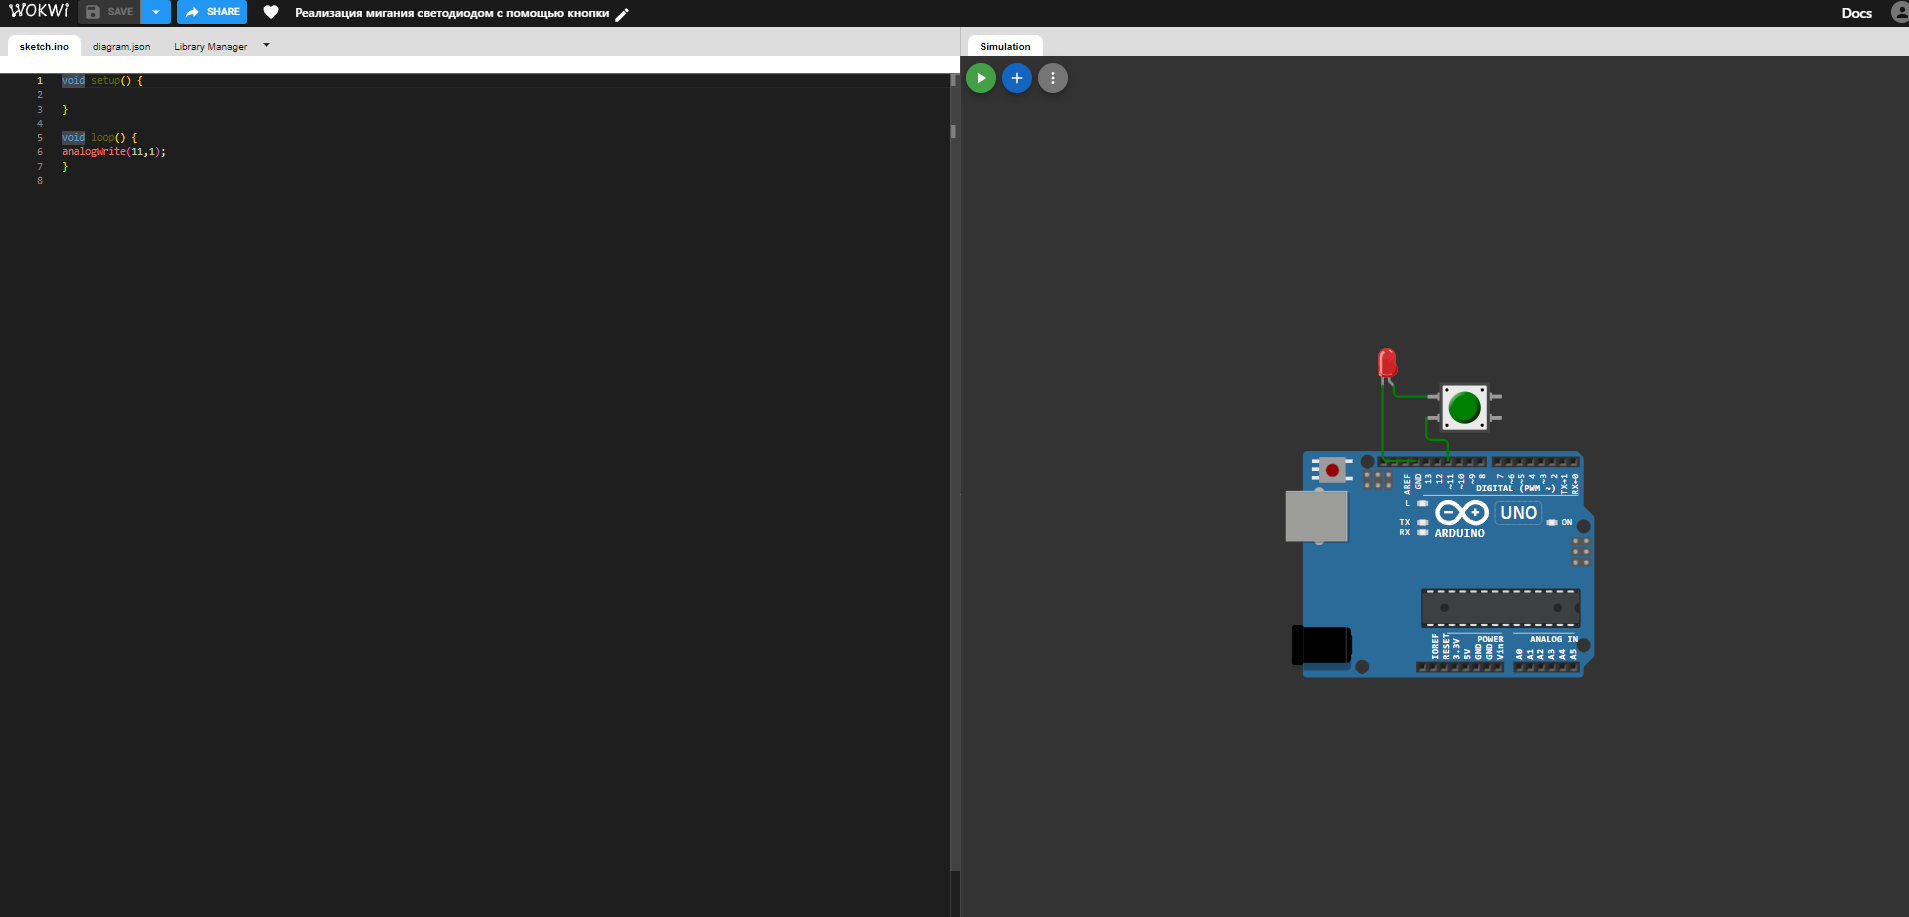 WOKWI SAVE SHARE Реализация мигания светодиодом с помощью кнопки Docs
sketch.ino diagram.json Library Manager
Simulation
1 void setup() {
2
3 }
4
5 void loop() {
6 analogWrite(11,1);
7 }
8
AREF GND 13 12 ~11 ~10 ~9 8 7 ~6 ~5 4 ~3 2 TX→1 RX←0
DIGITAL (PWM ~)
L
UNO
TX ON
RX ARDUINO
IOREF RESET 3.3V 5V GND GND Vin A0 A1 A2 A3 A4 A5
POWER ANALOG IN